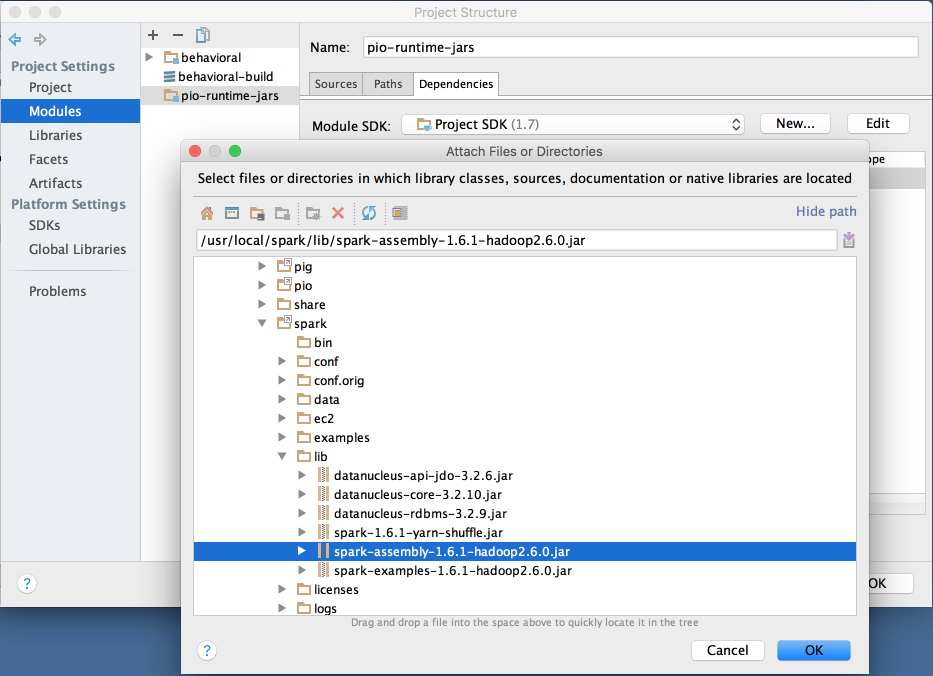 Project Structure
Project Settings
Project
Modules
Libraries
Facets
Artifacts
Platform Settings
SDKs
Global Libraries
Problems
behavioral
behavioral-build
pio-runtime-jars
Name: pio-runtime-jars
Sources Paths Dependencies
Module SDK: Project SDK (1.7) New... Edit
ope
OK
?
Attach Files or Directories
Select files or directories in which library classes, sources, documentation or native libraries are located
Hide path
/usr/local/spark/lib/spark-assembly-1.6.1-hadoop2.6.0.jar
pig
pio
share
spark
bin
conf
conf.orig
data
ec2
examples
lib
datanucleus-api-jdo-3.2.6.jar
datanucleus-core-3.2.10.jar
datanucleus-rdbms-3.2.9.jar
spark-1.6.1-yarn-shuffle.jar
spark-assembly-1.6.1-hadoop2.6.0.jar
spark-examples-1.6.1-hadoop2.6.0.jar
licenses
logs
Drag and drop a file into the space above to quickly locate it in the tree
? Cancel OK